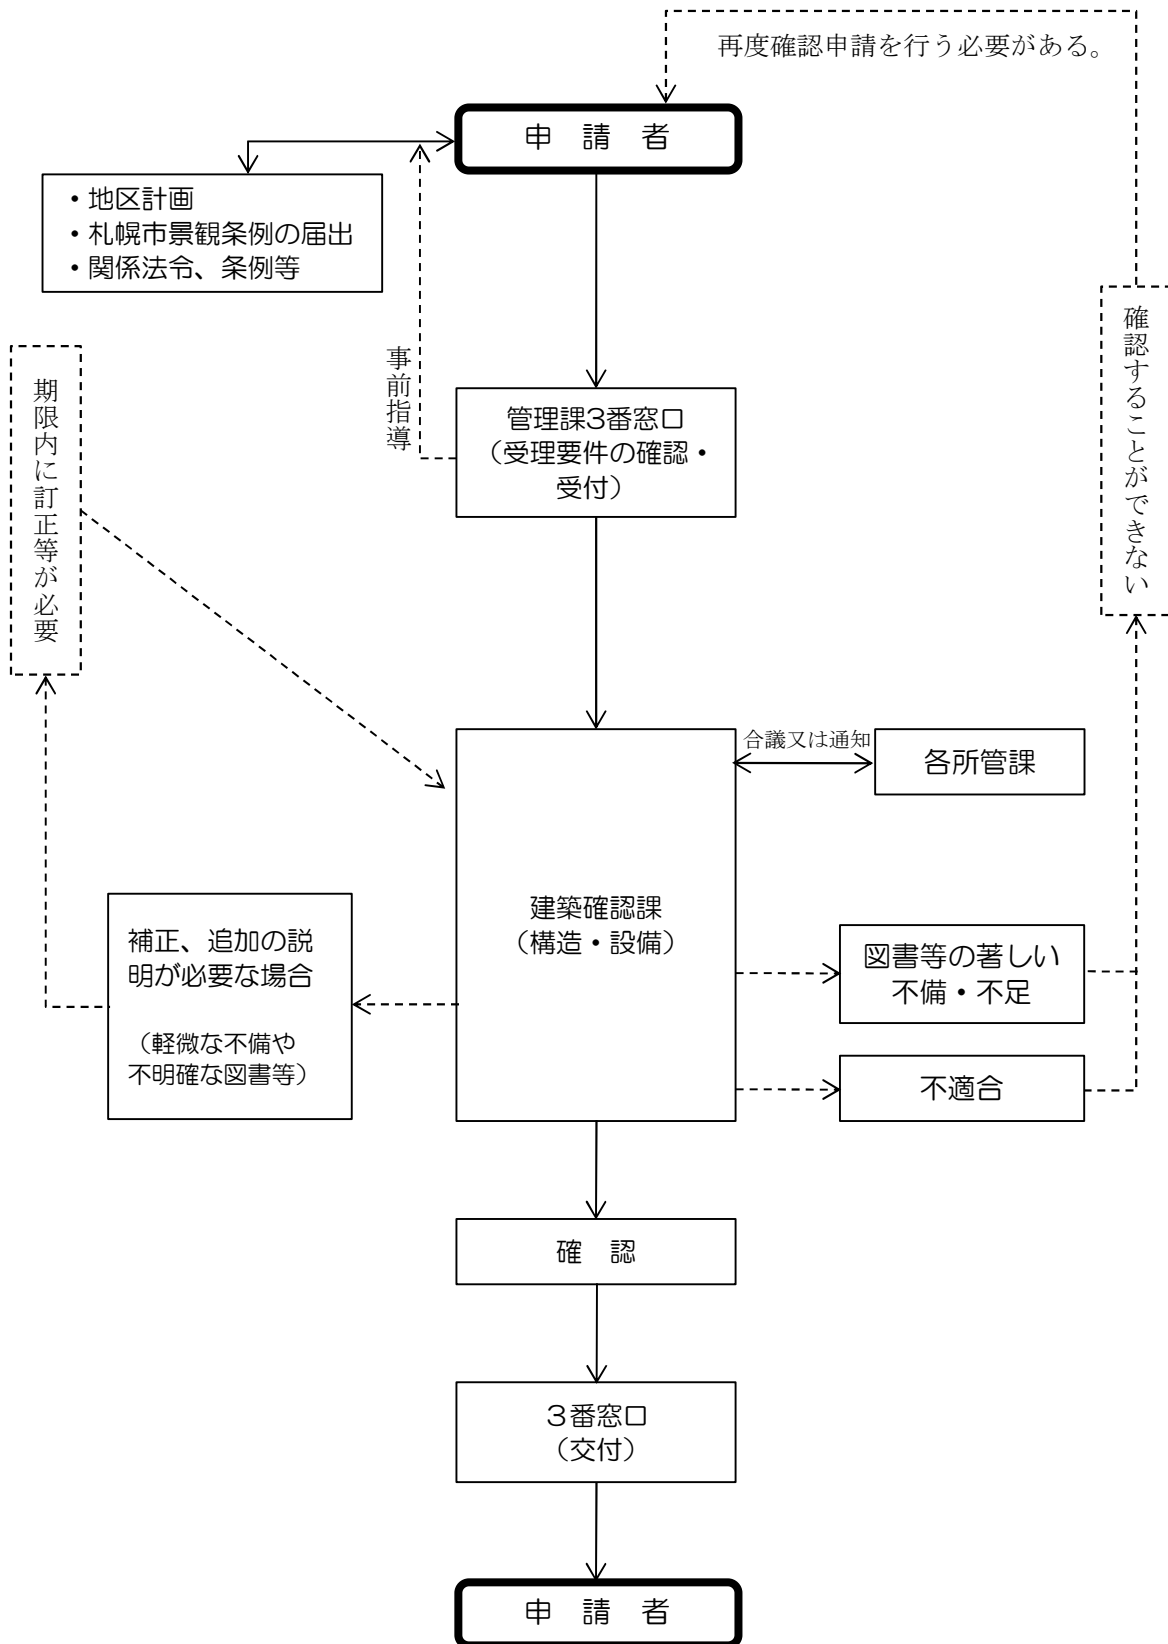 再度確認申請を行う必要がある。
申　請　者
・地区計画
・札幌市景観条例の届出
・関係法令、条例等
事前指導
確認することができない
期限内に訂正等が必要
管理課3番窓口
（受理要件の確認・
受付）
合議又は通知
各所管課
建築確認課
（構造・設備）
補正、追加の説
明が必要な場合
（軽微な不備や
不明確な図書等）
図書等の著しい
不備・不足
不適合
確　認
３番窓口
（交付）
申　請　者